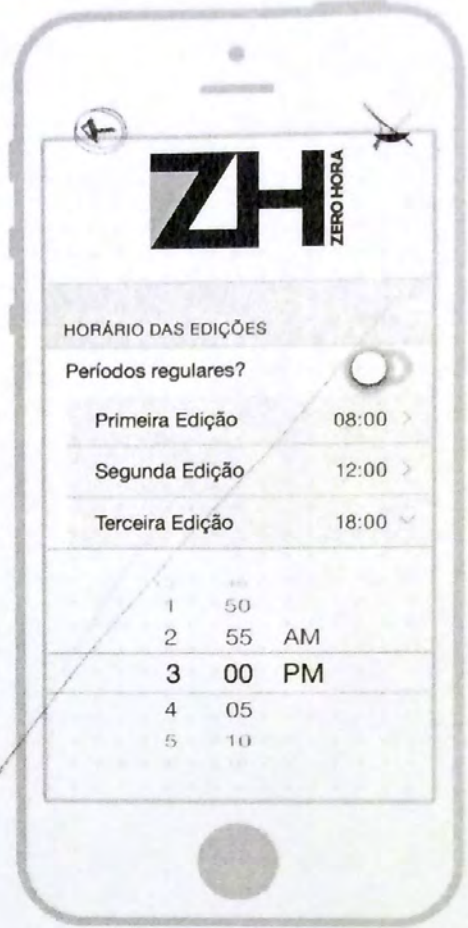 ZH
ZERO HORA
HORÁRIO DAS EDIÇÕES
Períodos regulares?
Primeira Edição 08:00 >
Segunda Edição 12:00 >
Terceira Edição 18:00
1 50
2 55 AM
3 00 PM
4 05
5 10